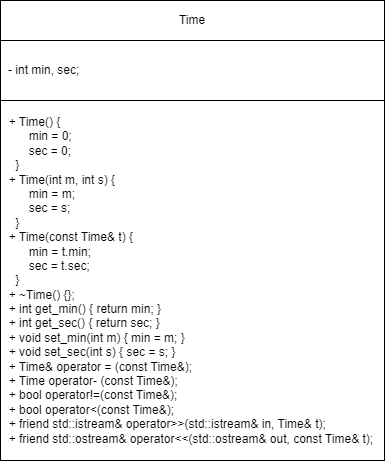 Time
- int min, sec;
+ Time() {
min = 0;
sec = 0;
}
+ Time(int m, int s) {
min = m;
sec = s;
}
+ Time(const Time& t) {
min = t.min;
sec = t.sec;
}
+ ~Time() {};
+ int get_min() { return min; }
+ int get_sec() { return sec; }
+ void set_min(int m) { min = m; }
+ void set_sec(int s) { sec = s; }
+ Time& operator = (const Time&);
+ Time operator- (const Time&);
+ bool operator!=(const Time&);
+ bool operator<(const Time&);
+ friend std::istream& operator>>(std::istream& in, Time& t);
+ friend std::ostream& operator<<(std::ostream& out, const Time& t);